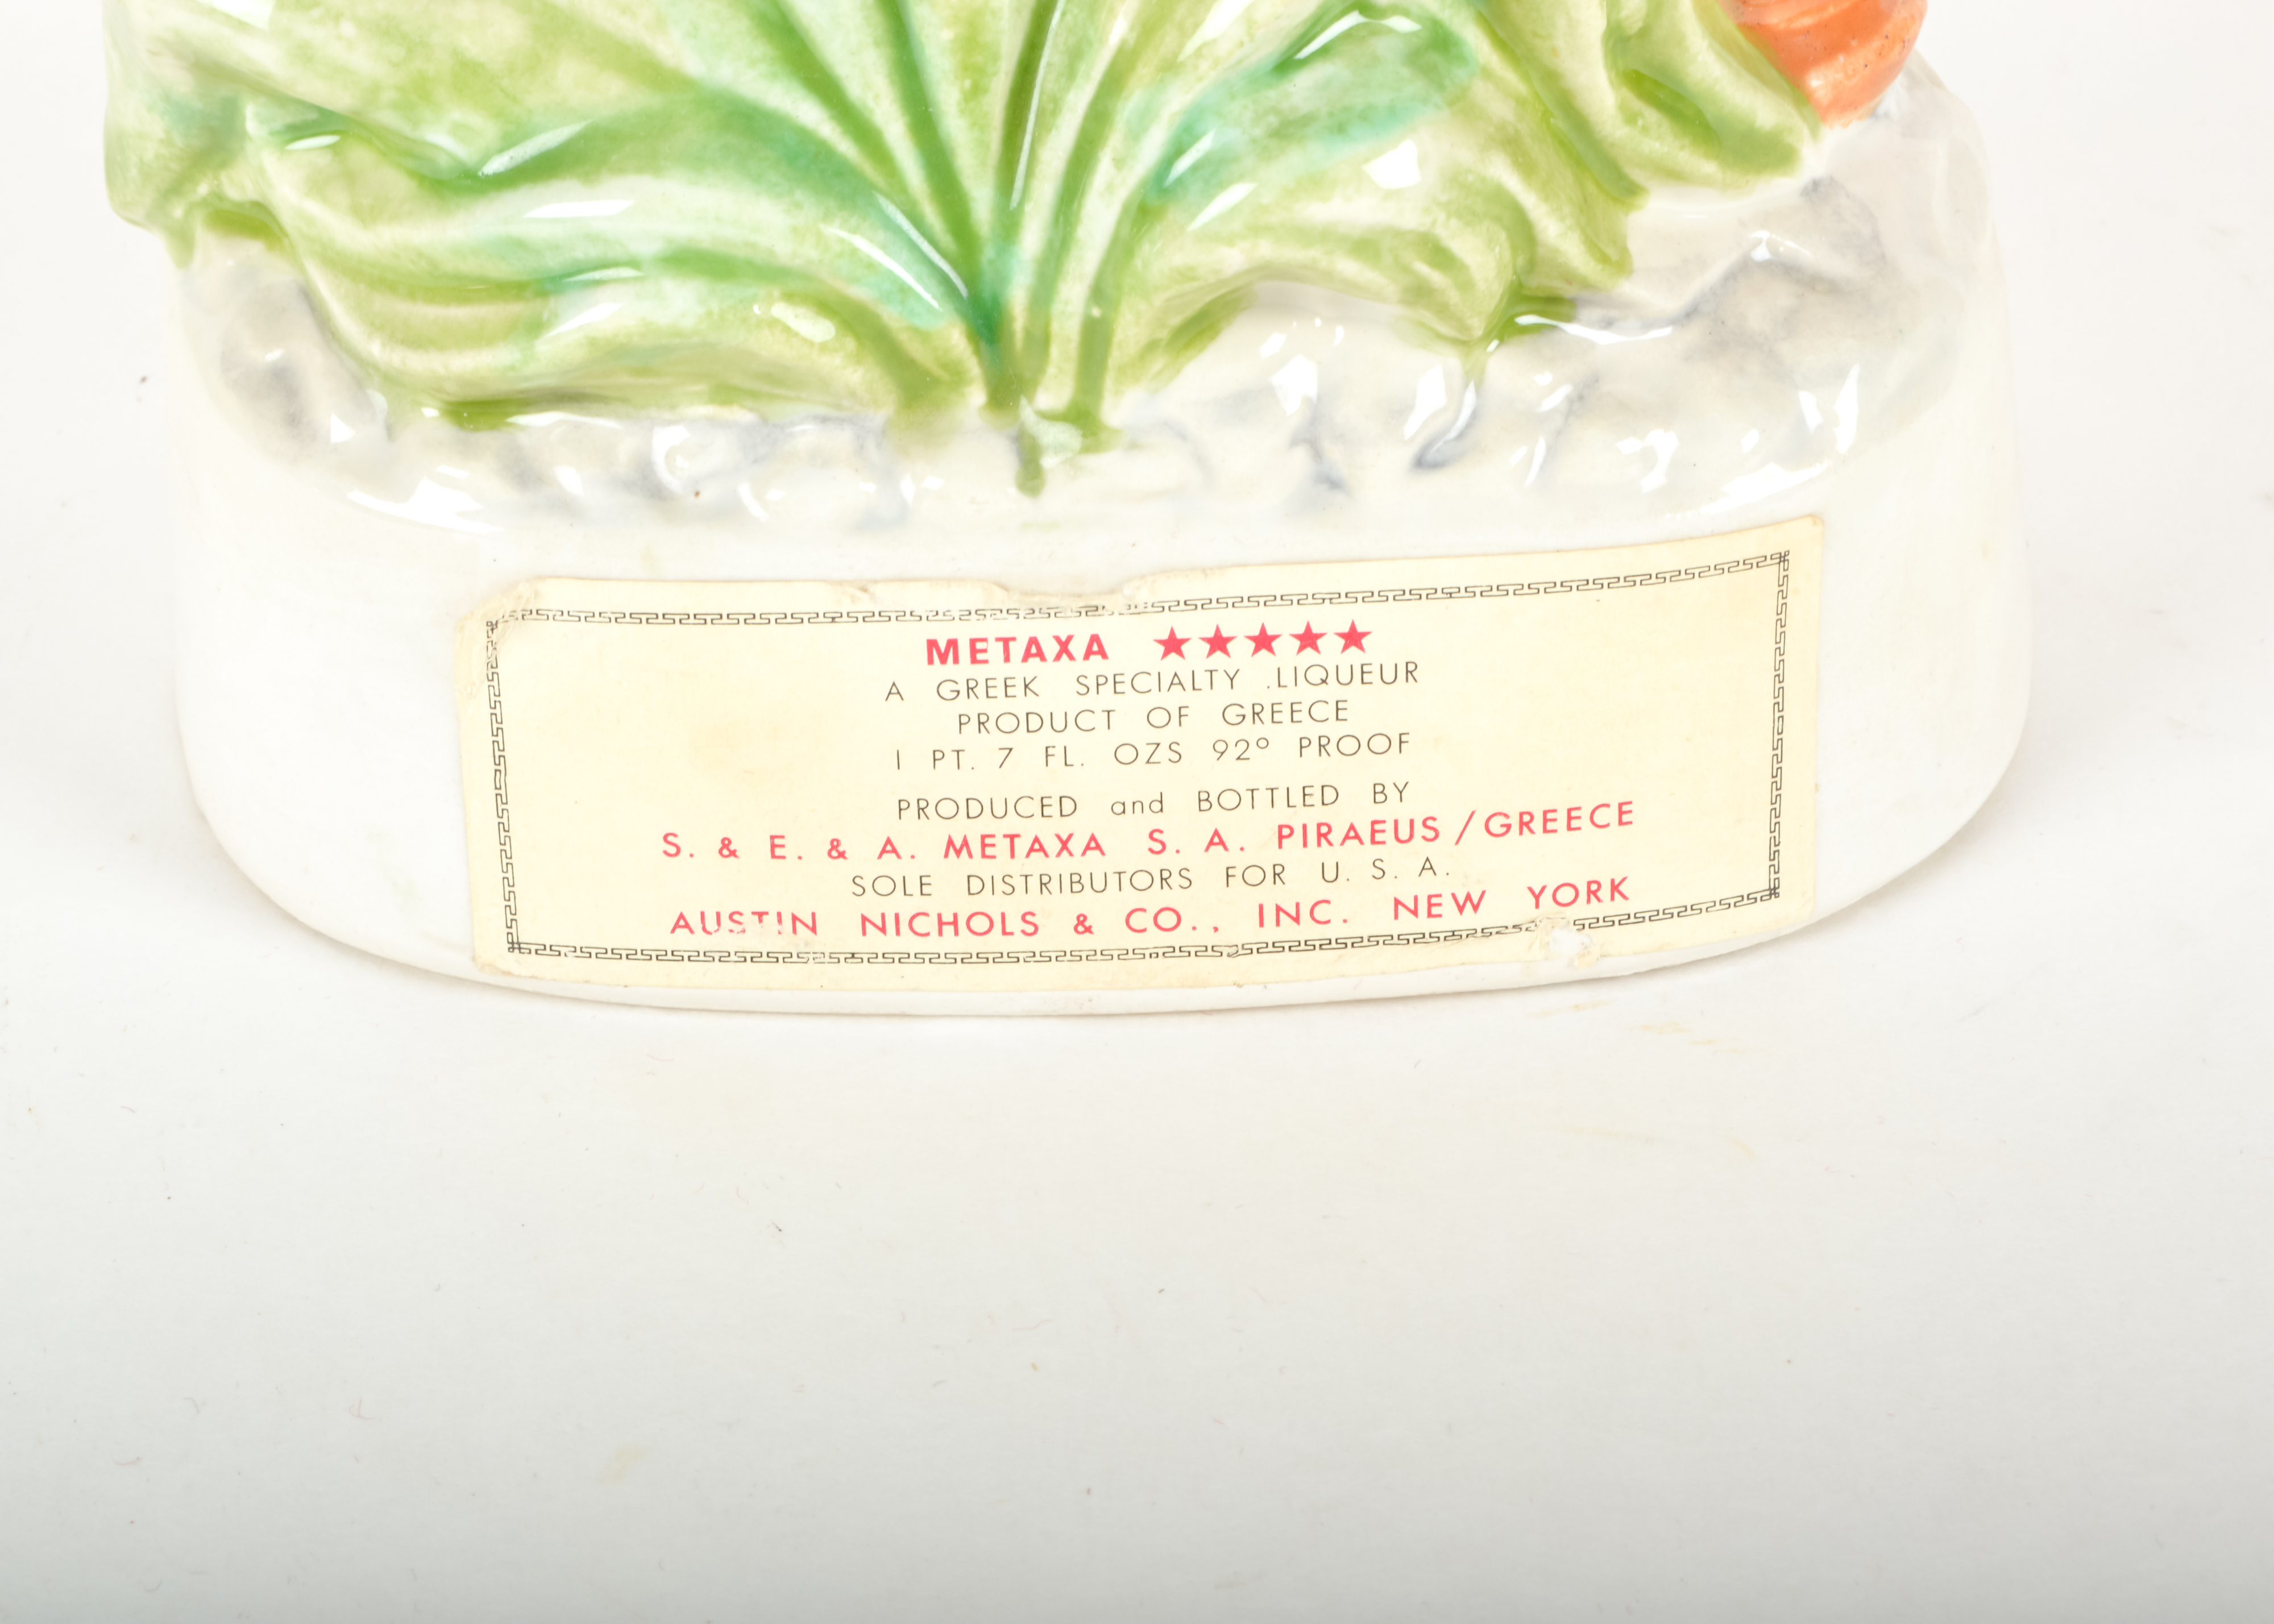 METAXA ★★★★★
A GREEK SPECIALTY .LIQUEUR
PRODUCT OF GREECE
1 PT. 7 FL. OZS 92º PROOF
PRODUCED and BOTTLED BY
S. & E. & A. METAXA S. A. PIRAEUS / GREECE
SOLE DISTRIBUTORS FOR U. S. A.
AUSTIN NICHOLS & CO., INC. NEW YORK